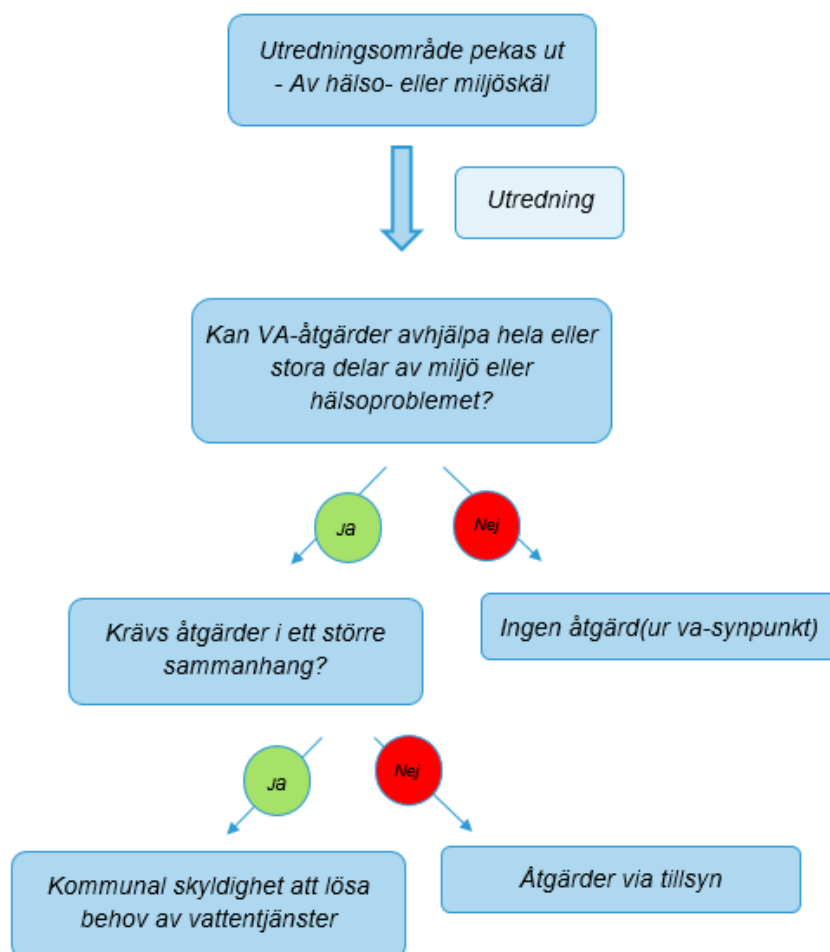 Utredningsområde pekas ut
- Av hälso- eller miljöskäl
Utredning
Kan VA-åtgärder avhjälpa hela eller
stora delar av miljö eller
hälsoproblemet?
Ja
Nej
Krävs åtgärder i ett större
sammanhang?
Ingen åtgärd(ur va-synpunkt)
Ja
Nej
Kommunal skyldighet att lösa
behov av vattentjänster
Åtgärder via tillsyn